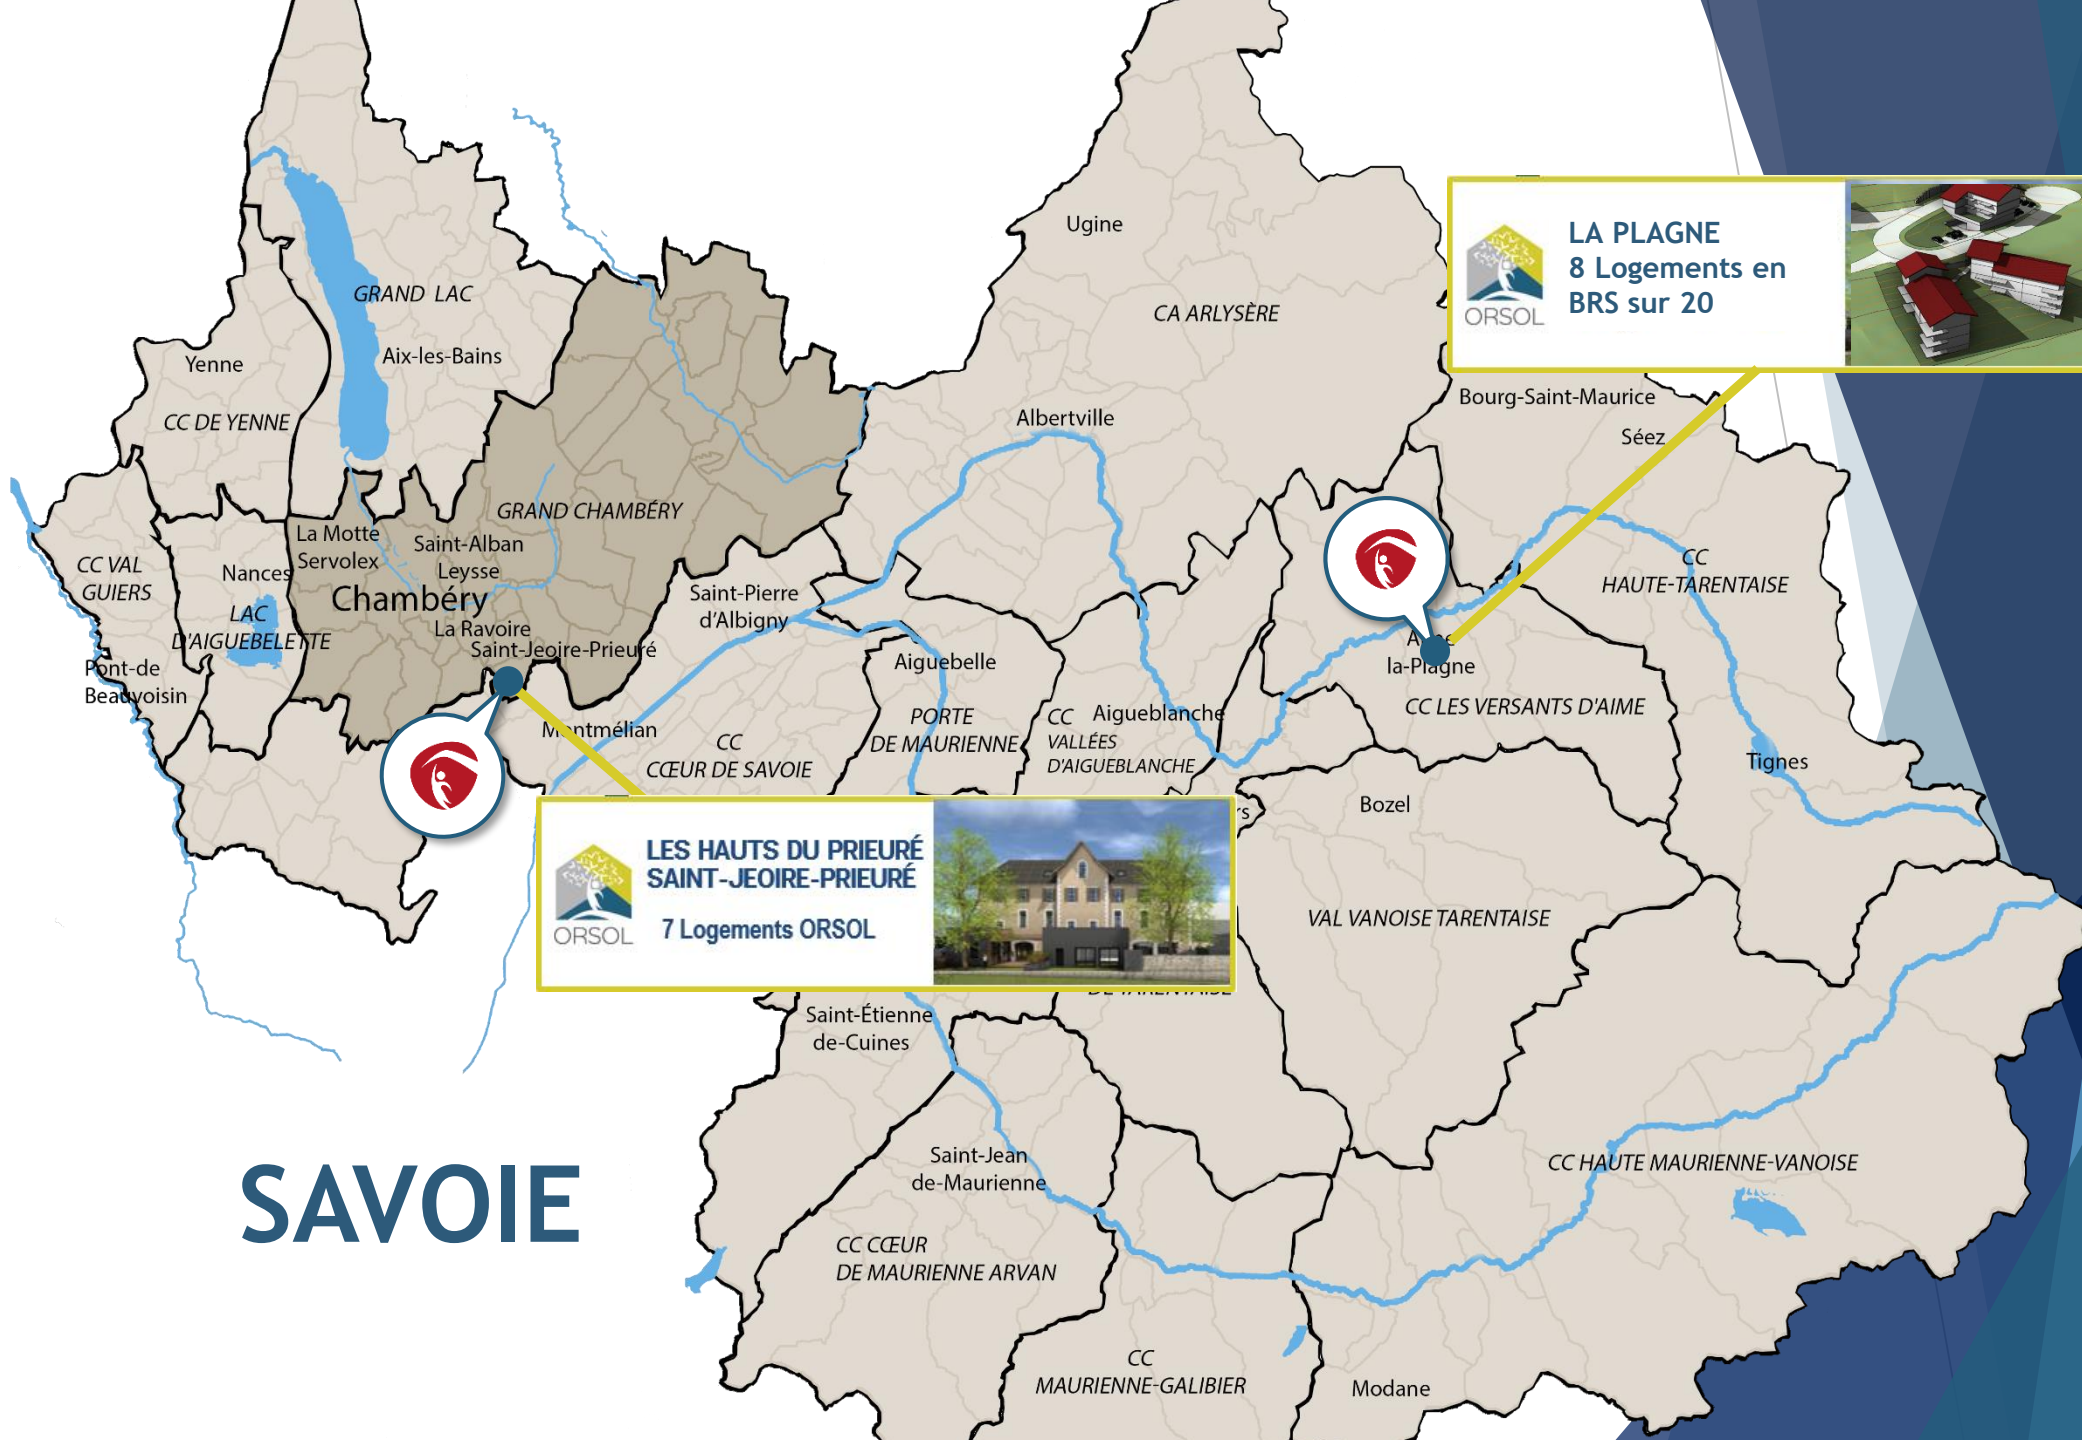 Ugine
LA PLAGNE
8 Logements en
BRS sur 20
ORSOL
GRAND LAC
CA ARLYSÈRE
Aix-les-Bains
Yenne
CC DE YENNE
Bourg-Saint-Maurice
Séez
Albertville
GRAND CHAMBÉRY
La Motte
Servolex
Saint-Alban
Leysse
CC VAL
GUIERS
Nances
Chambéry
LAC
D'AIGUEBELETTE
La Ravoire
Saint-Jeoire-Prieuré
Saint-Pierre
d'Albigny
CC
HAUTE-TARENTAISE
Pont-de
Beauvoisin
Aiguebelle
la-Plagne
CC LES VERSANTS D'AIME
Montmélian
CC
CŒUR DE SAVOIE
PORTE
DE MAURIENNE
CC
VALLÉES
D'AIGUEBLANCHE
Aigueblanche
Tignes
Bozel
LES HAUTS DU PRIEURÉ
SAINT-JEOIRE-PRIEURÉ
7 Logements ORSOL
ORSOL
VAL VANOISE TARENTAISE
DE TARENTAISE
Saint-Étienne
de-Cuines
Saint-Jean
de-Maurienne
CC HAUTE MAURIENNE-VANOISE
SAVOIE
CC CŒUR
DE MAURIENNE ARVAN
CC
MAURIENNE-GALIBIER
Modane